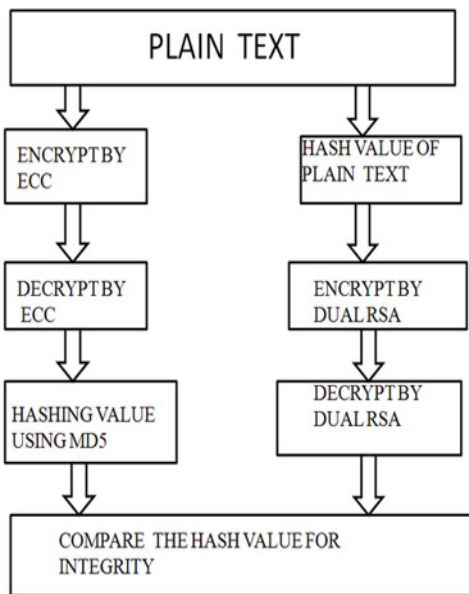 PLAIN TEXT
ENCRYPT BY
ECC
HASH VALUE OF
PLAIN TEXT
DECRYPT BY
ECC
ENCRYPT BY
DUAL RSA
HASHING VALUE
USING MD5
DECRYPT BY
DUAL RSA
COMPARE THE HASH VALUE FOR
INTEGRITY